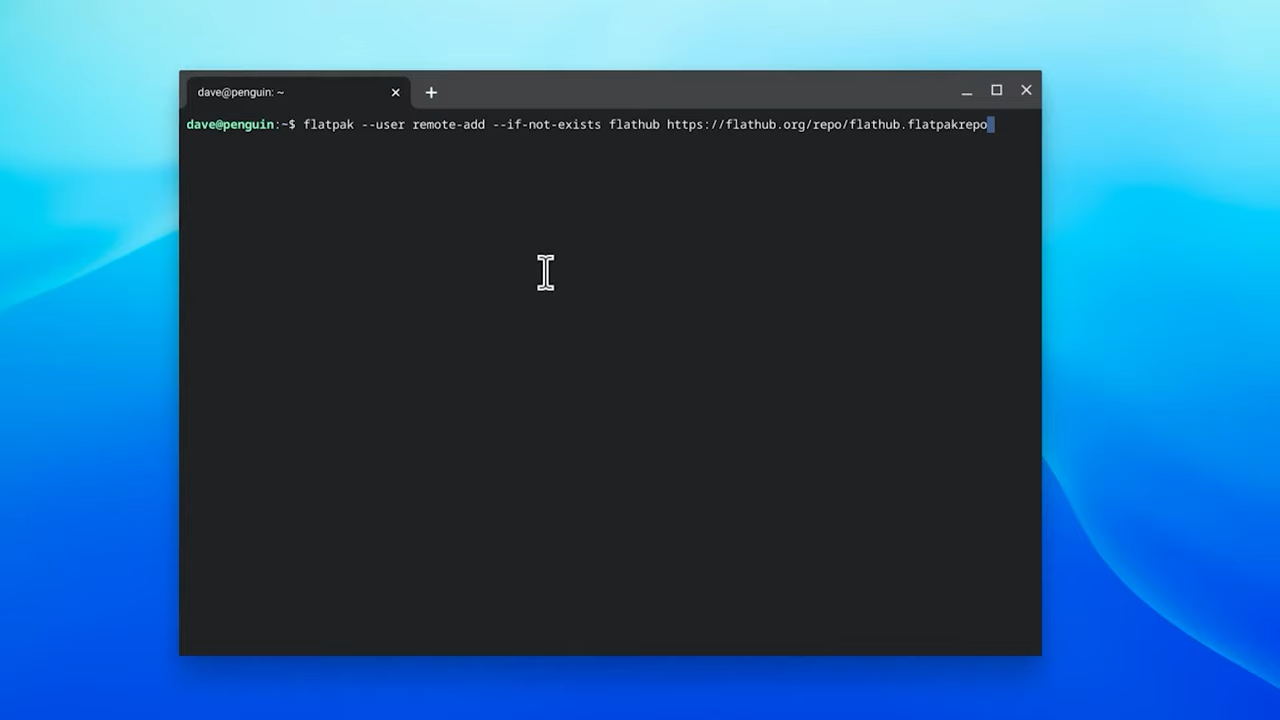 dave@penguin: ~
dave@penguin:~$ flatpak --user remote-add --if-not-exists flathub https://flathub.org/repo/flathub.flatpakrepo